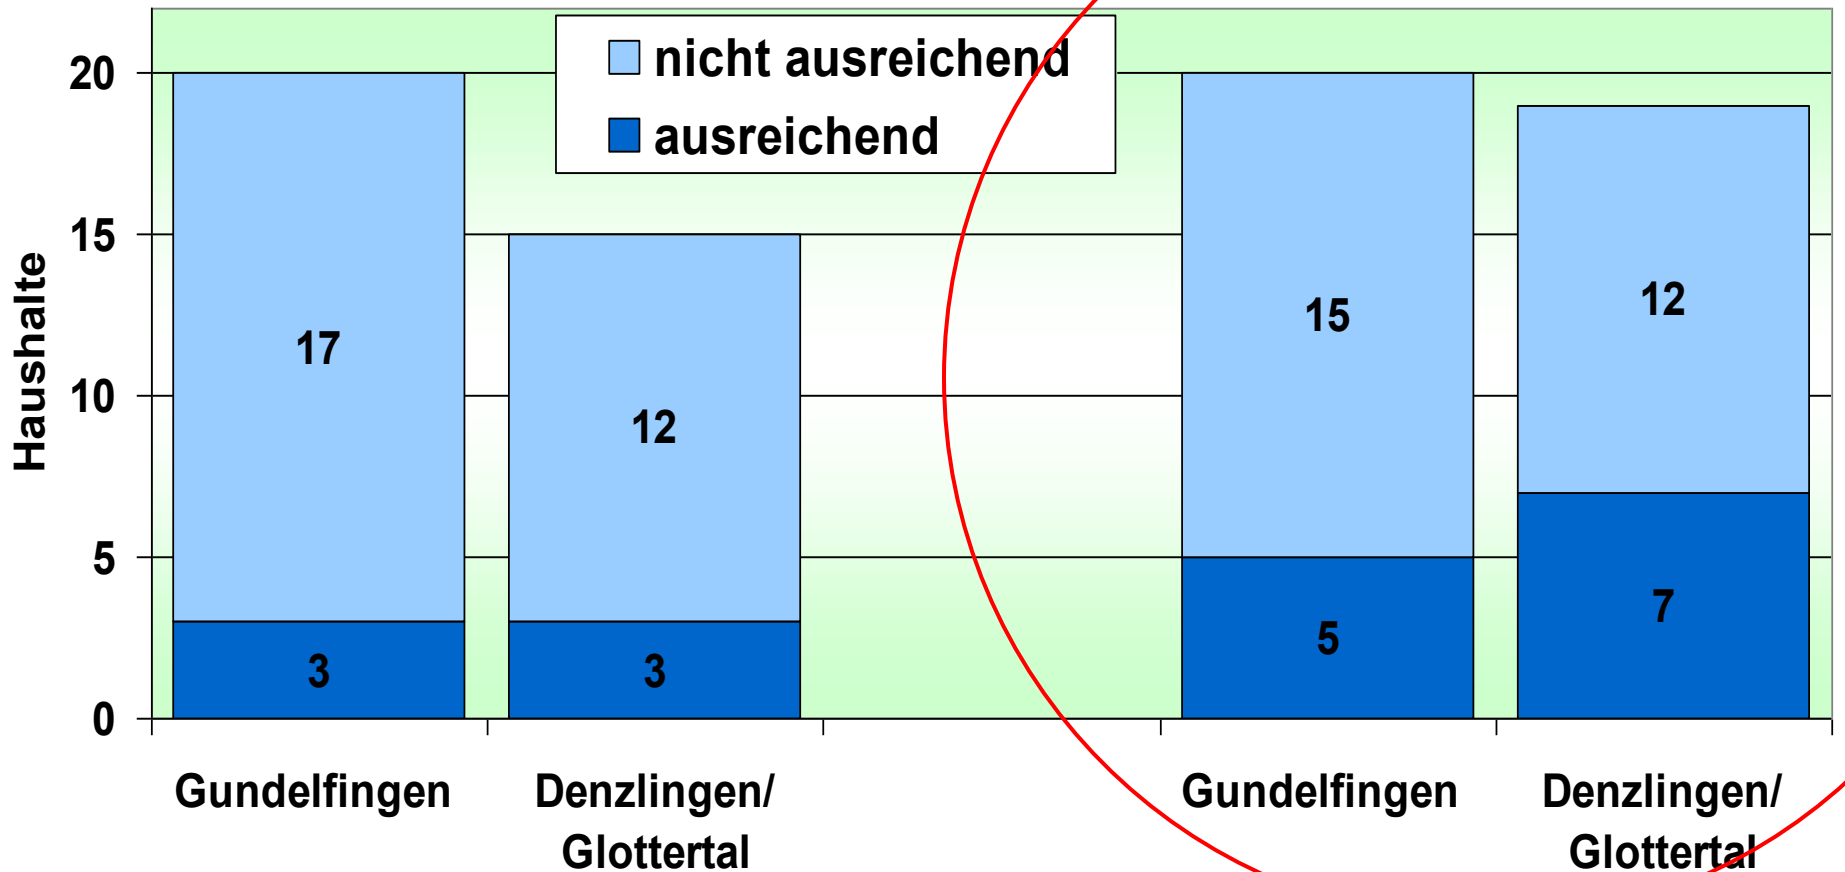 nicht ausreichend
ausreichend
Haushalte
20
15
10
5
0
17
12
15
12
3
3
5
7
Gundelfingen
Denzlingen/
Glottertal
Gundelfingen
Denzlingen/
Glottertal